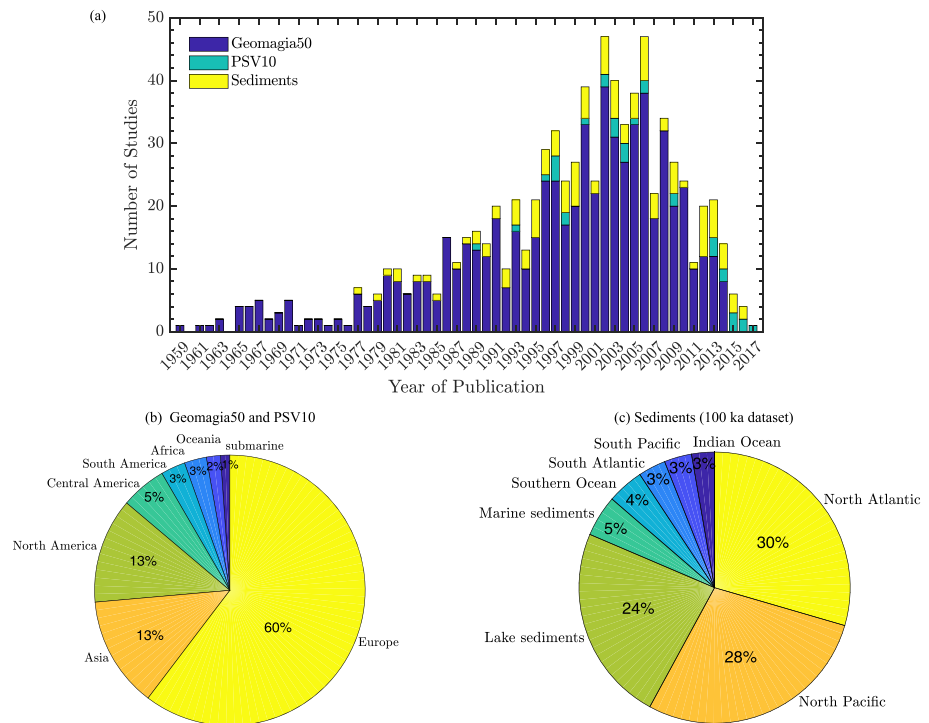 (a)
50
40
30
20
10
0
Number of Studies
Geomagia50
PSV10
Sediments
1959
1961
1963
1965
1967
1969
1971
1973
1975
1977
1979
1981
1983
1985
1987
1989
1991
1993
1995
1997
1999
2001
2003
2005
2007
2009
2011
2013
2015
2017
Year of Publication
(b) Geomagia50 and PSV10
submarine
1%
Oceania
2%
Africa
3%
South America
3%
Central America
5%
North America
13%
Asia
13%
60%
Europe
(c) Sediments (100 ka dataset)
Indian Ocean
3%
South Pacific
3%
South Atlantic
3%
Southern Ocean
4%
Marine sediments
5%
Lake sediments
24%
North Atlantic
30%
28%
North Pacific